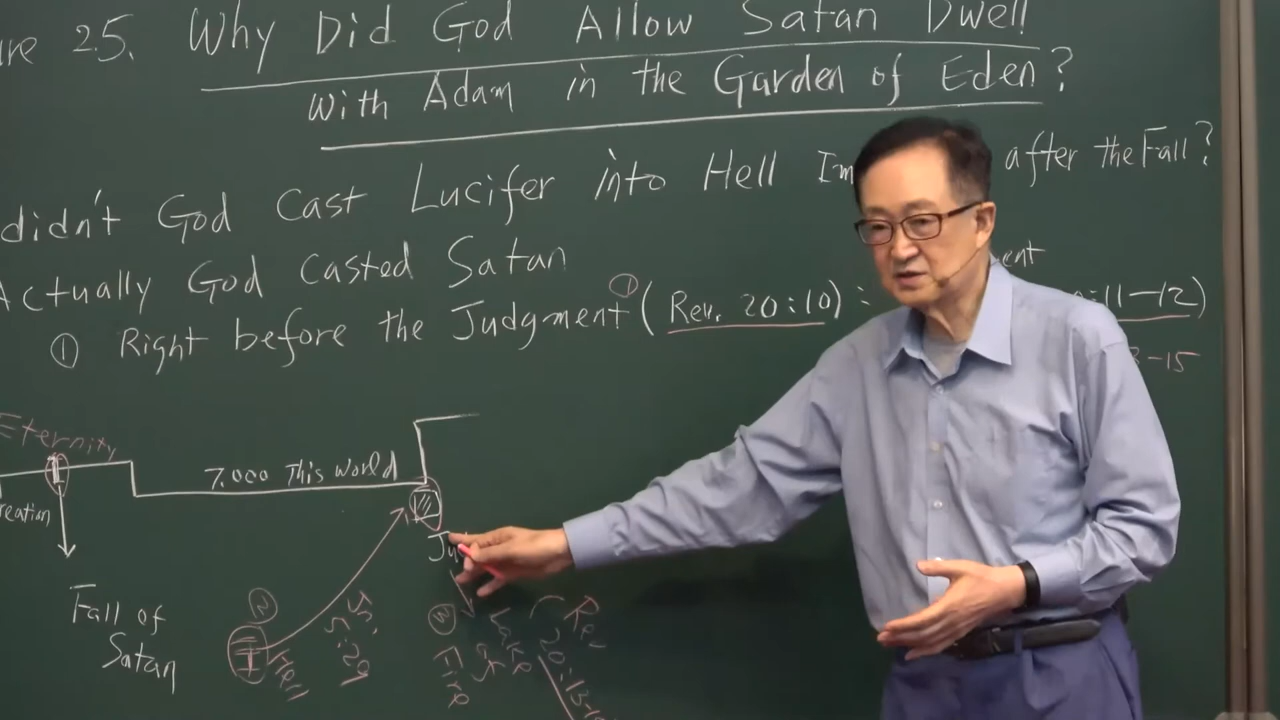 25. Why Did God Allow Satan Dwell
With Adam in the Garden of Eden?
didn't God Cast Lucifer into Hell Im after the Fall?
Actually God Casted Satan
① Right before the Judgment ① (Rev. 20:10): :11-12)
-15
Eternity
7.000 This World
reation
Ju
Fall of
Satan
② Hell
Jn. 5:29
③ Lake of Fire
Rev 20:13-